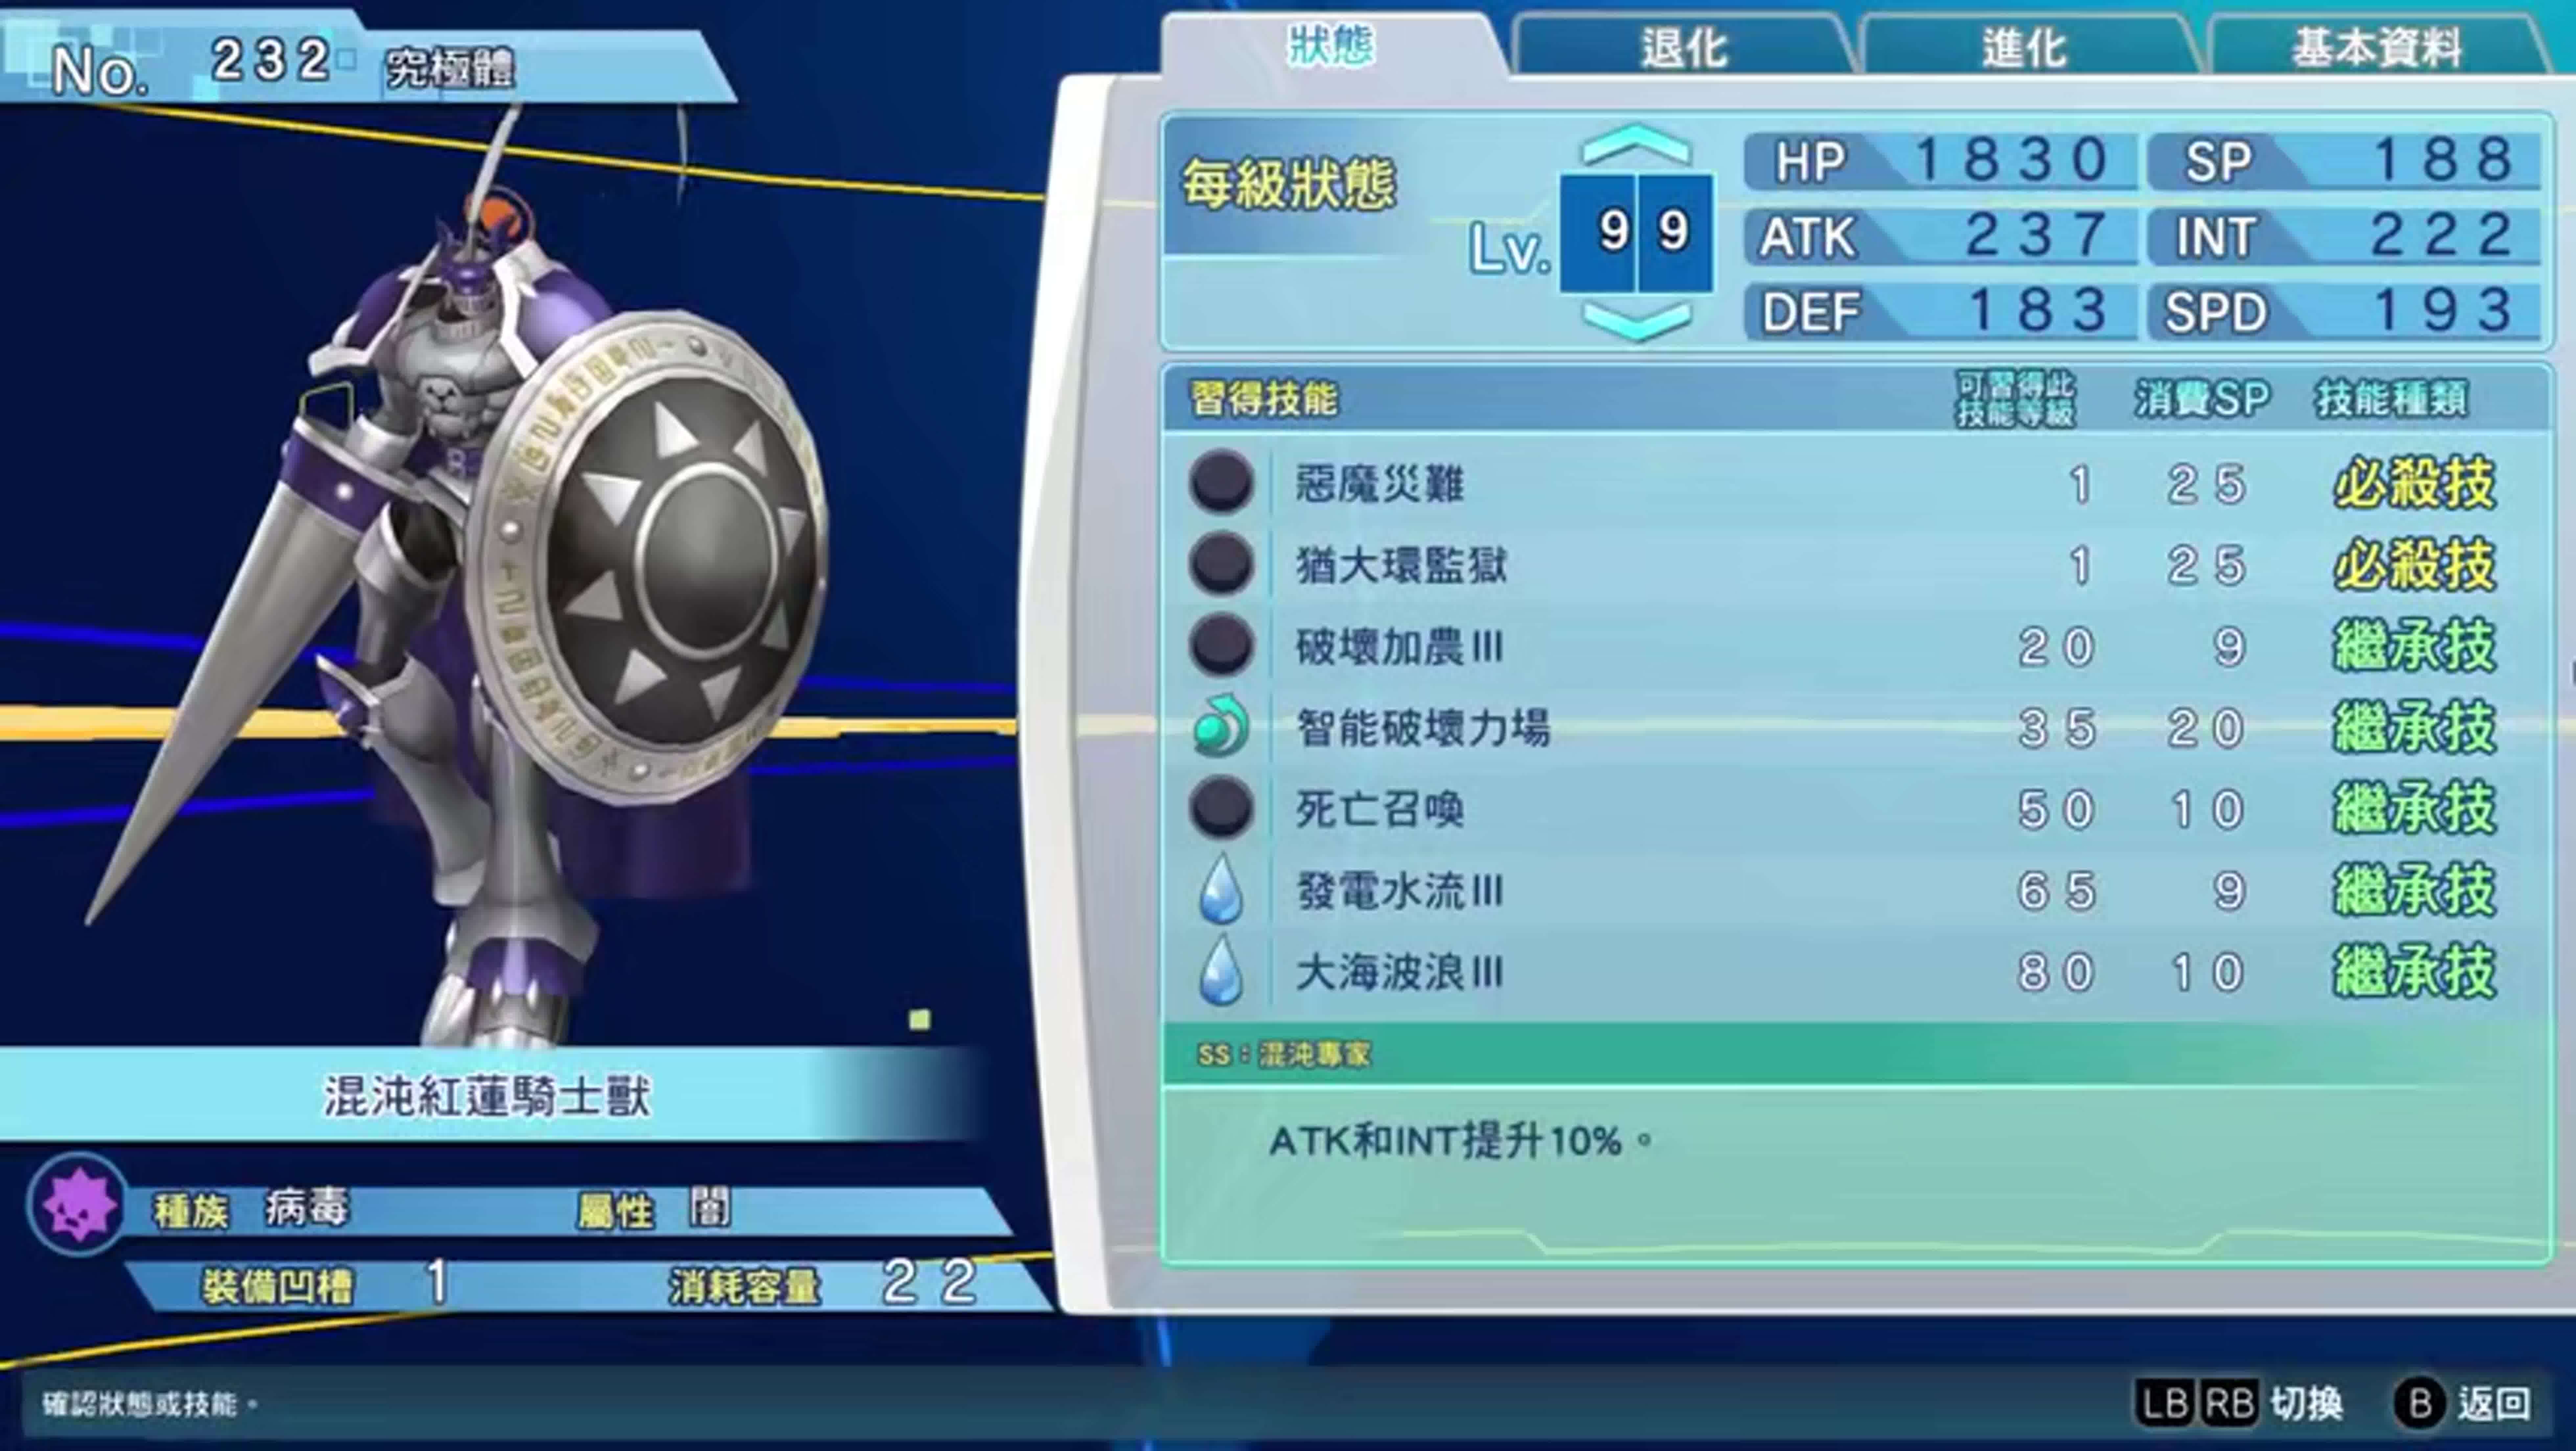 No. 232 究極體
狀態 退化 進化 基本資料
每級狀態
Lv. 99
HP 1830 SP 188
ATK 237 INT 222
DEF 183 SPD 193
習得技能 可習得此技能等級 消費SP 技能種類
惡魔災難 1 25 必殺技
猶大環監獄 1 25 必殺技
破壞加農III 20 9 繼承技
智能破壞力場 35 20 繼承技
死亡召喚 50 10 繼承技
發電水流III 65 9 繼承技
大海波浪III 80 10 繼承技
SS：混沌專家
ATK和INT提升10%。
混沌紅蓮騎士獸
種族 病毒 屬性 闇
裝備凹槽 1 消耗容量 22
確認狀態或技能。
LB RB 切換 B 返回